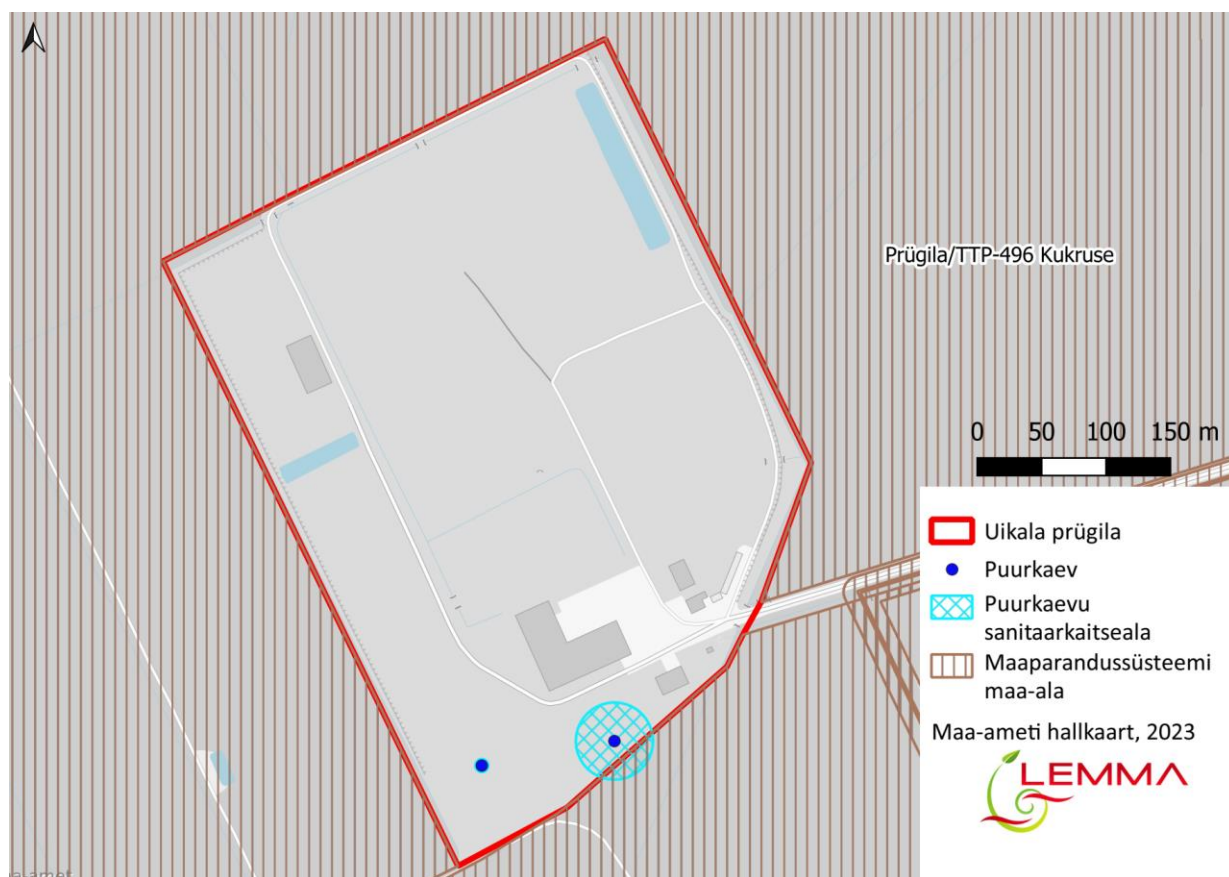 Prügila/TTP-496 Kukruse
0 50 100 150 m
Uikala prügila
Puurkaev
Puurkaevu
sanitaarkaitseala
Maaparandussüsteemi
maa-ala
Maa-ameti hallkaart, 2023
LEMMA